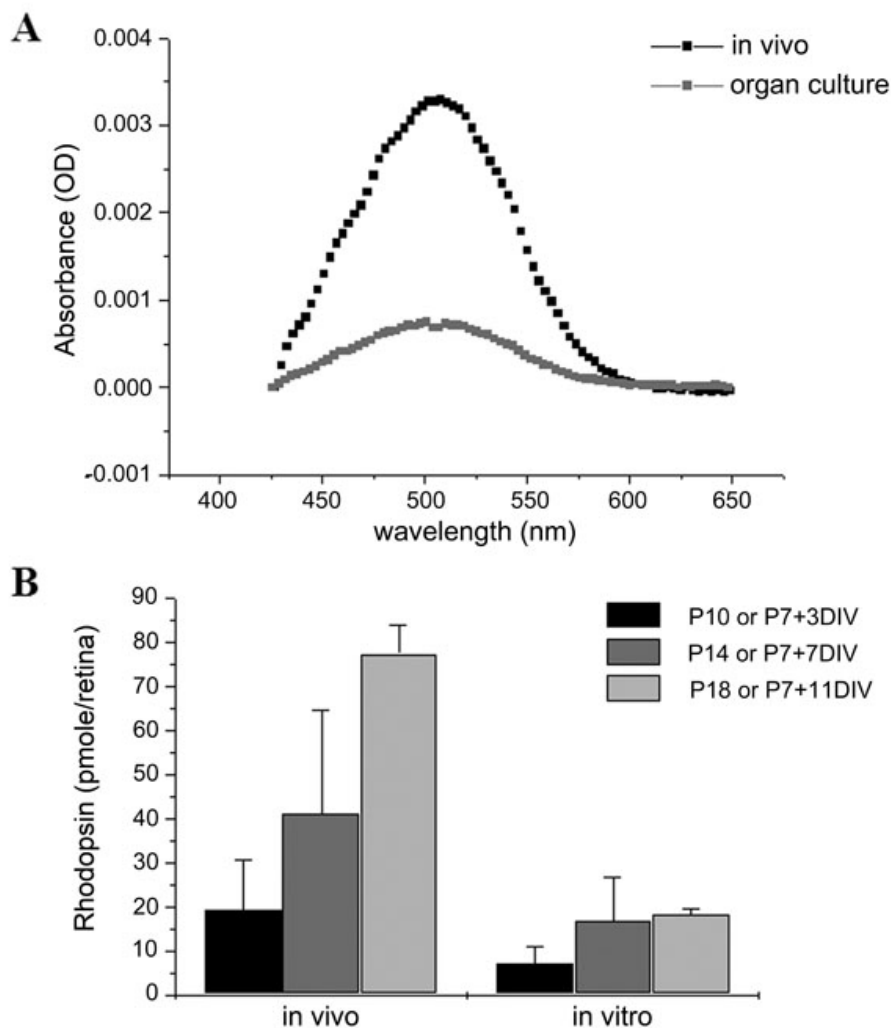 A
in vivo
organ culture
0.004
0.003
0.002
0.001
0.000
-0.001
Absorbance (OD)
400 450 500 550 600 650
wavelength (nm)
B
P10 or P7+3DIV
P14 or P7+7DIV
P18 or P7+11DIV
90
80
70
60
50
40
30
20
10
0
Rhodopsin (pmole/retina)
in vivo in vitro